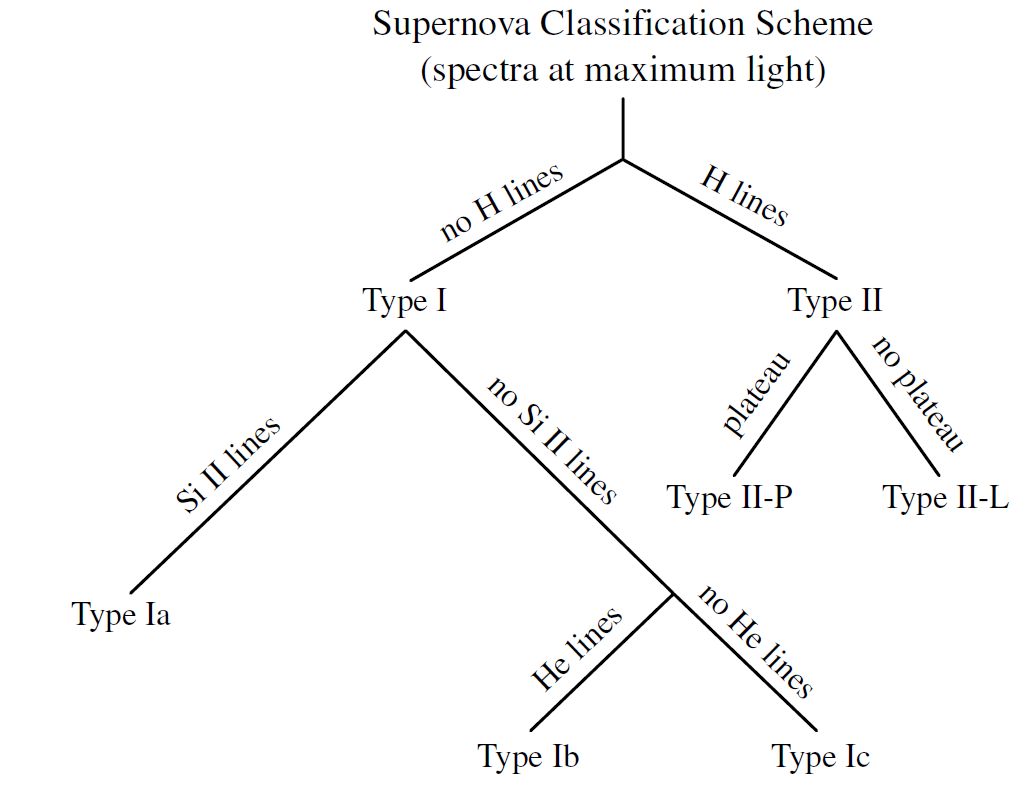 Supernova Classification Scheme
(spectra at maximum light)
no H lines
H lines
Type I
Type II
Si II lines
no Si II lines
plateau
no plateau
Type II-P
Type II-L
Type Ia
He lines
no He lines
Type Ib
Type Ic